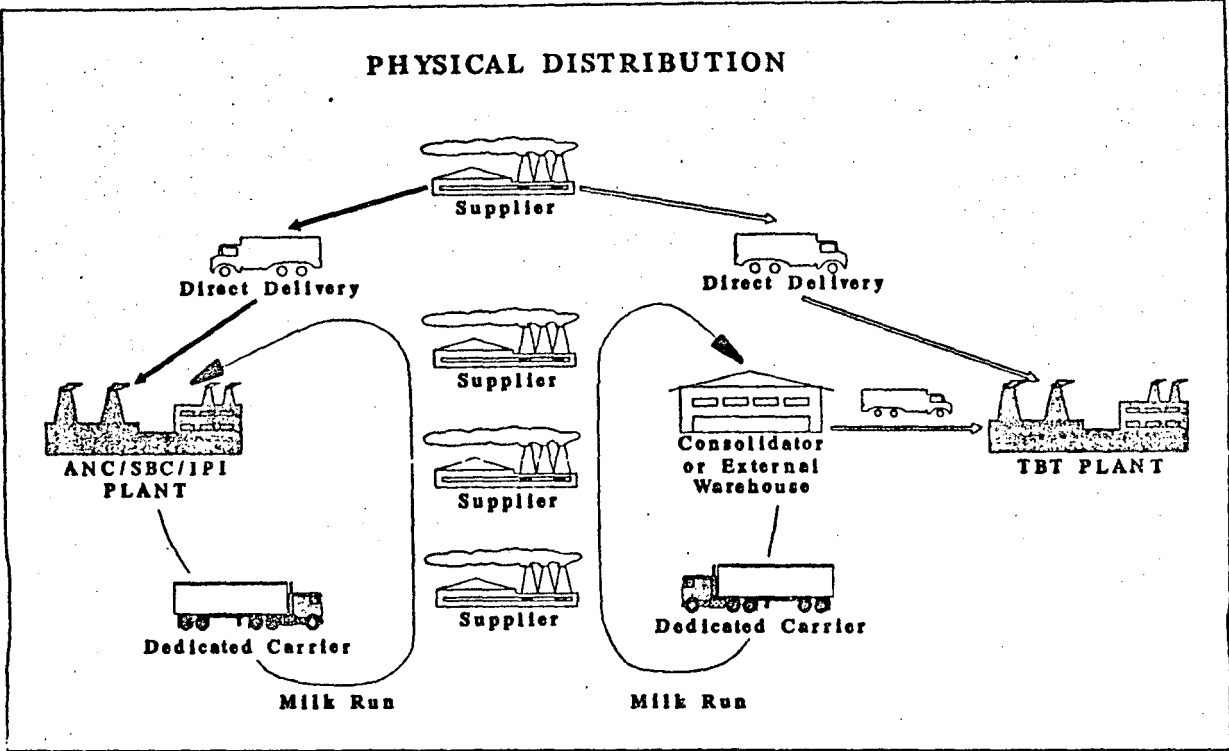 PHYSICAL DISTRIBUTION
Supplier
Direct Delivery
Direct Delivery
Supplier
ANC/SBC/IPI
PLANT
Consolidator
or External
Warehouse
TBT PLANT
Supplier
Supplier
Dedicated Carrier
Dedicated Carrier
Milk Run
Milk Run